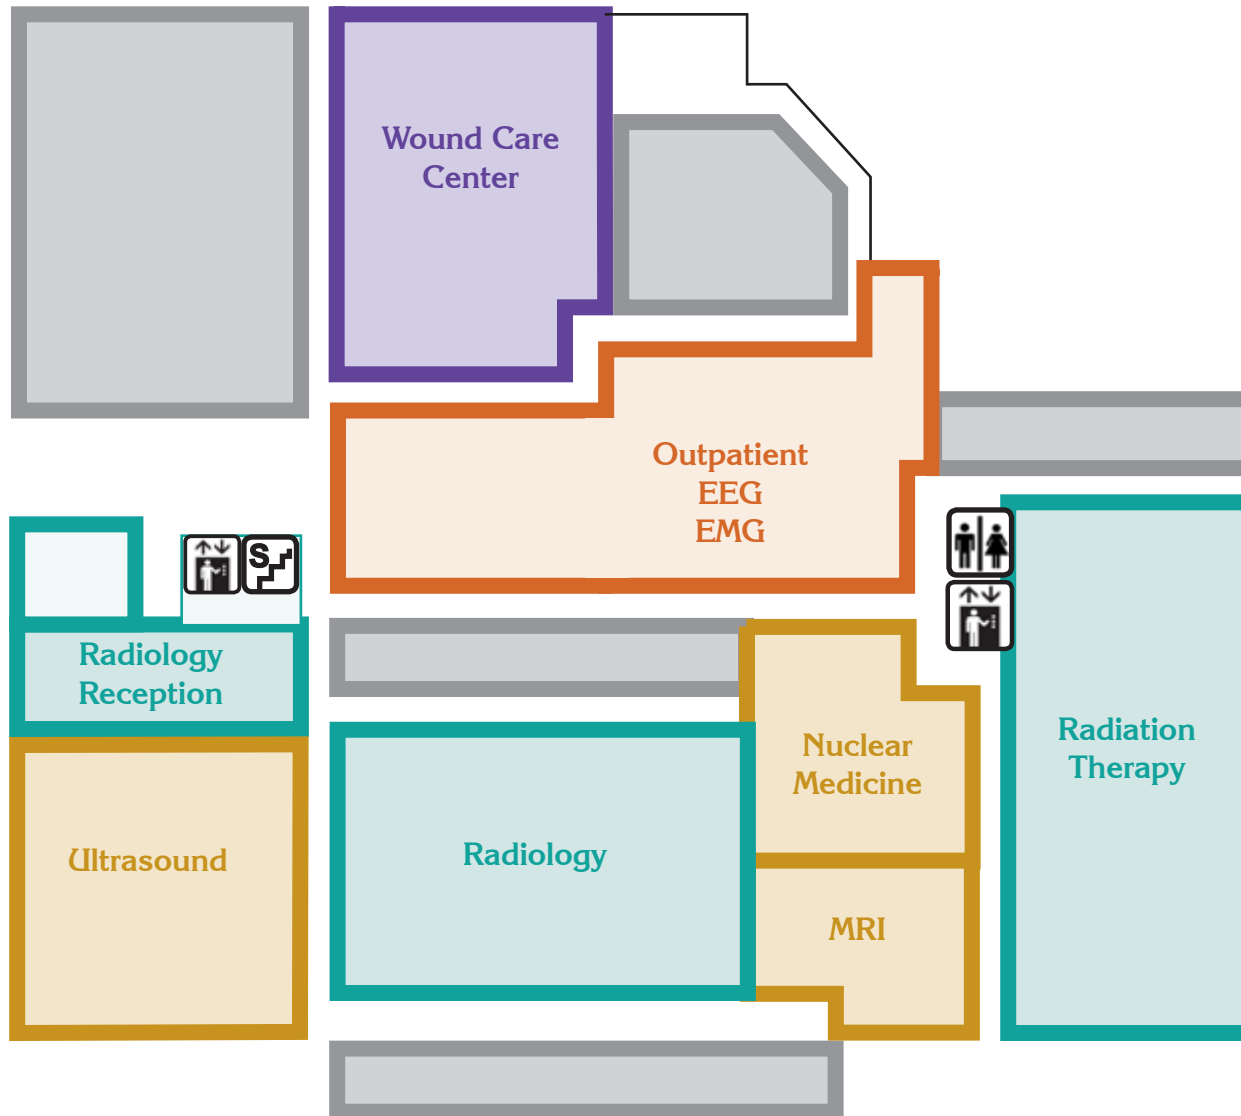 Wound Care
Center
Outpatient
EEG
EMG
S
Radiology
Reception
Nuclear
Medicine
Radiation
Therapy
Ultrasound
Radiology
MRI